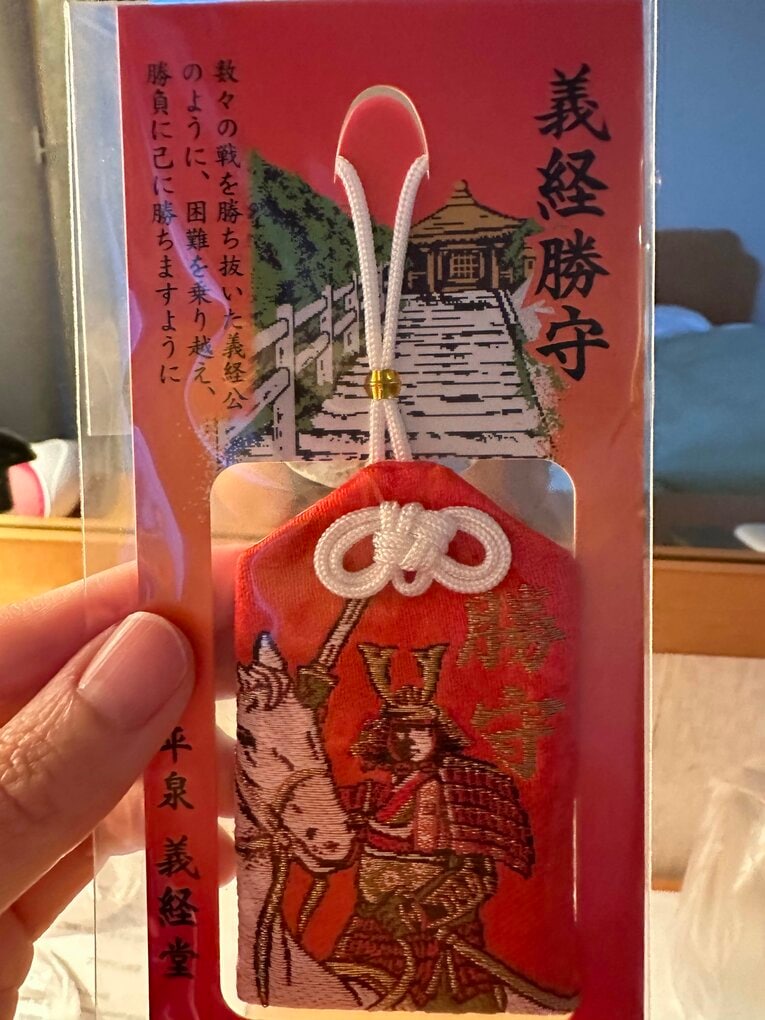 義経勝守
数々の戦を勝ち抜いた義経公
のように、困難を乗り越え、
勝負に己に勝ちますように
勝守
平泉 義経堂